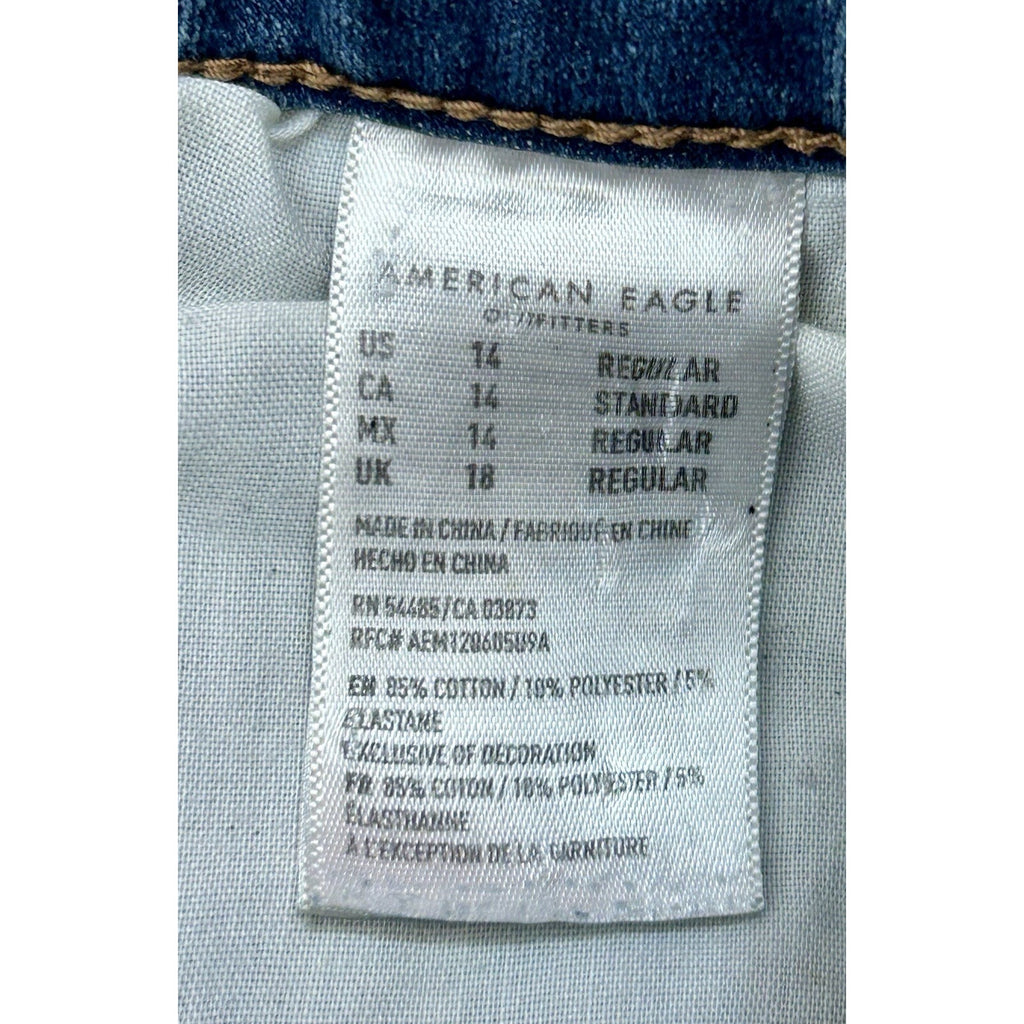 AMERICAN EAGLE
OUTFITTERS
US 14 REGULAR
CA 14 STANDARD
MX 14 REGULAR
UK 18 REGULAR
MADE IN CHINA / FABRIQUÉ EN CHINE
HECHO EN CHINA
RN 54485/CA 03873
RFC# AEM120605U9A
EN 85% COTTON / 10% POLYESTER / 5%
ELASTANE
EXCLUSIVE OF DECORATION
FR 85% COTON / 10% POLYESTER / 5%
ÉLASTHANNE
À L'EXCEPTION DE LA GARNITURE